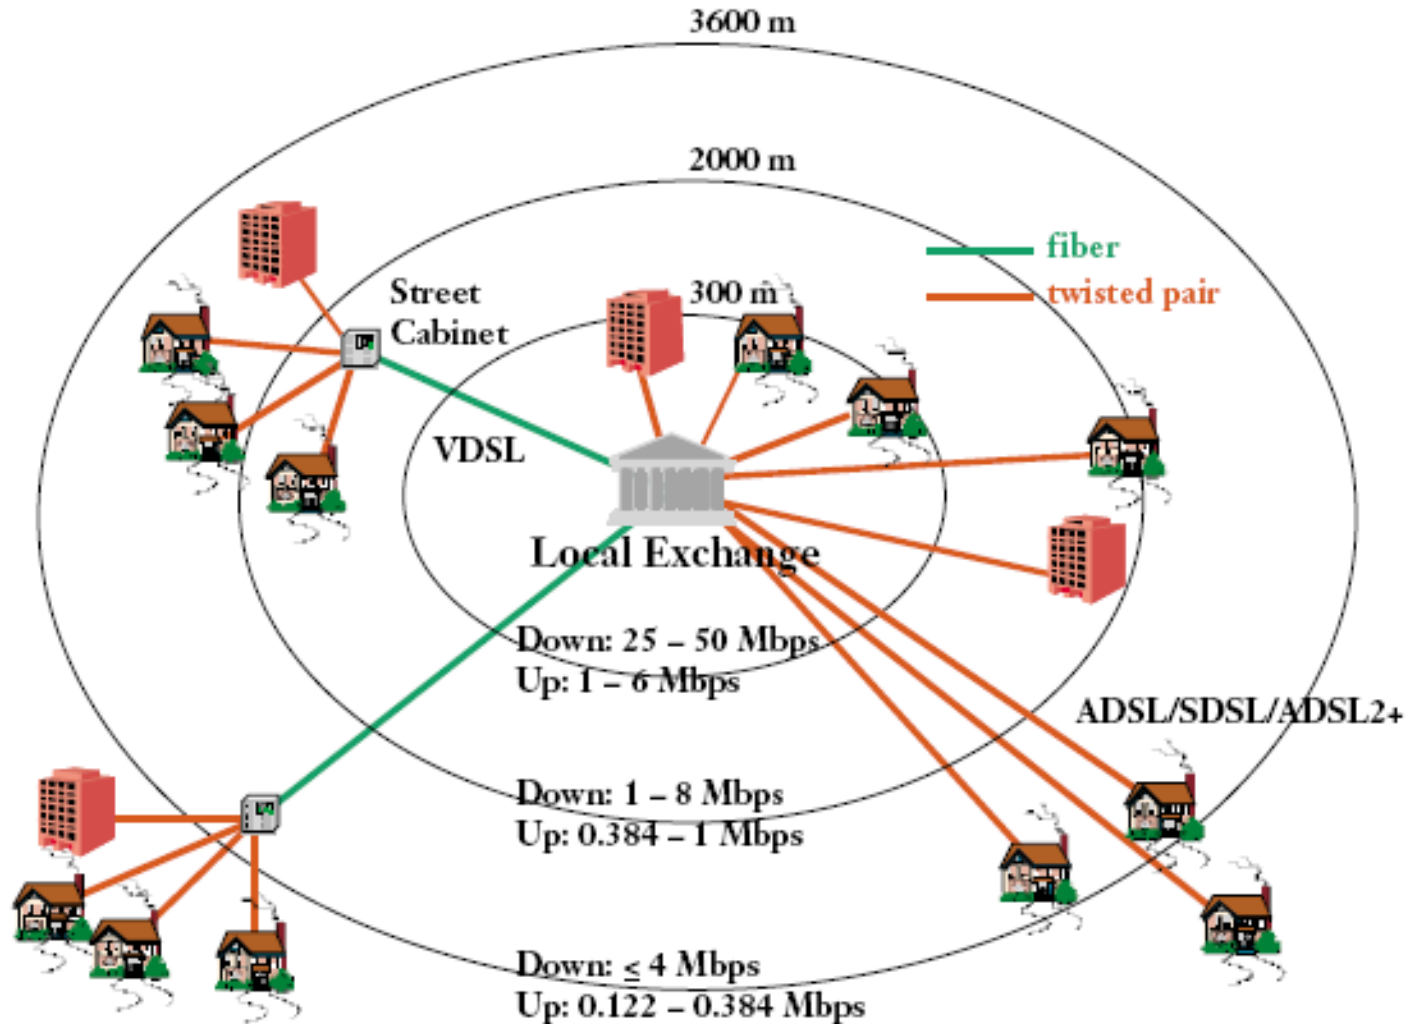 3600 m
2000 m
fiber
Street
Cabinet
300 m
twisted pair
VDSL
Local Exchange
Down: 25 – 50 Mbps
Up: 1 – 6 Mbps
ADSL/SDSL/ADSL2+
Down: 1 – 8 Mbps
Up: 0.384 – 1 Mbps
Down: ≤ 4 Mbps
Up: 0.122 – 0.384 Mbps